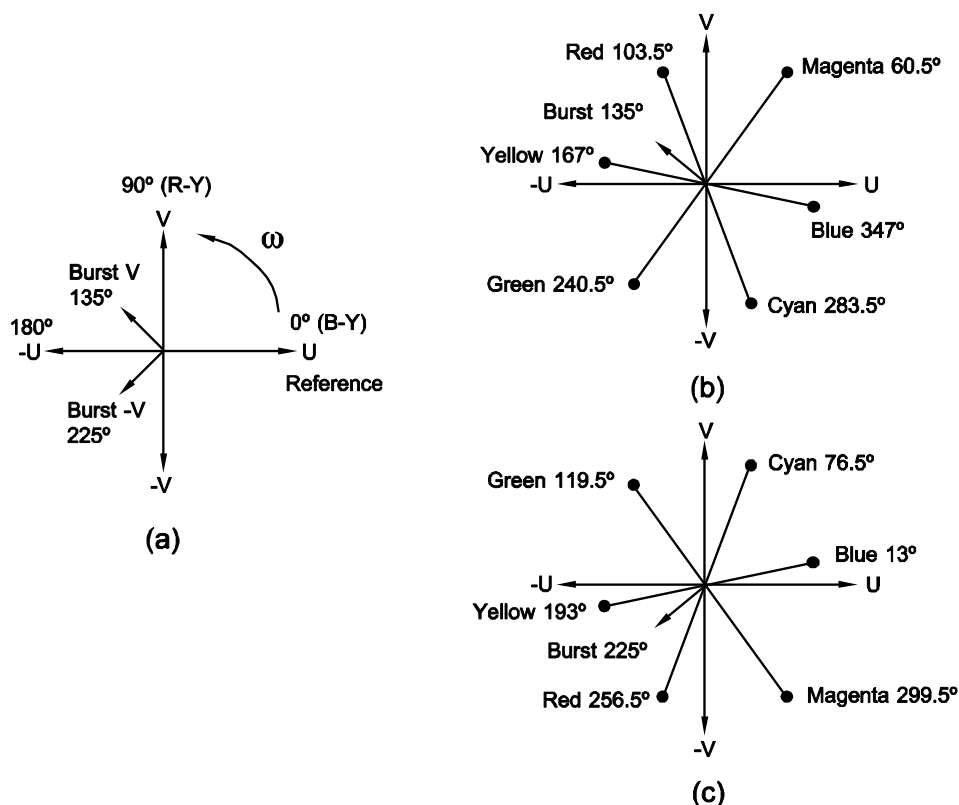 90º (R-Y)
V
ω
Burst V
135º
180º
-U
0º (B-Y)
U
Reference
Burst -V
225º
-V
(a)
V
Red 103.5º
Magenta 60.5º
Burst 135º
Yellow 167º
-U
U
Blue 347º
Green 240.5º
Cyan 283.5º
-V
(b)
V
Cyan 76.5º
Green 119.5º
Blue 13º
-U
U
Yellow 193º
Burst 225º
Red 256.5º
Magenta 299.5º
-V
(c)